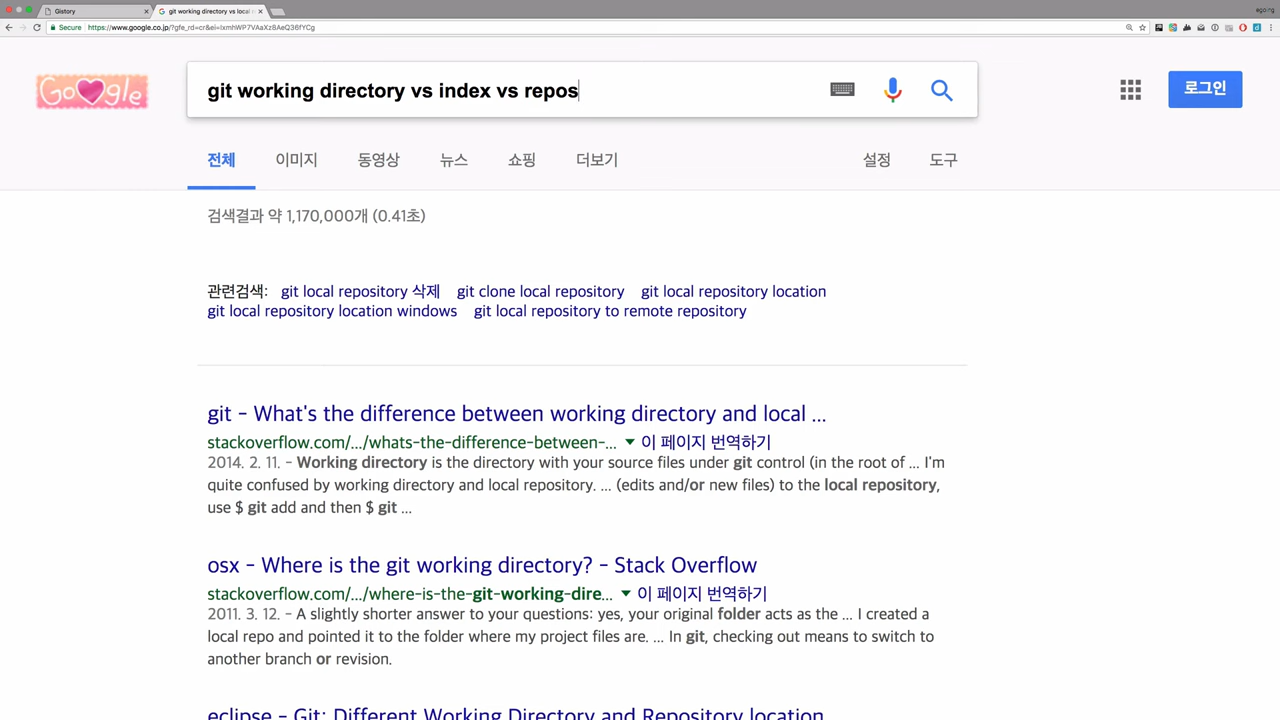 Gistory
git working directory vs local r
ego ing
Secure
https://www.google.co.jp/?gfe_rd=cr&ei=IxmhWP7VAaXz8AeQ36fYCg
Google
git working directory vs index vs repos
로그인
전체 이미지 동영상 뉴스 쇼핑 더보기 설정 도구
검색결과 약 1,170,000개 (0.41초)
관련검색: git local repository 삭제 git clone local repository git local repository location
git local repository location windows git local repository to remote repository
git - What's the difference between working directory and local ...
stackoverflow.com/.../whats-the-difference-between-... ▼ 이 페이지 번역하기
2014. 2. 11. - Working directory is the directory with your source files under git control (in the root of ... I'm
quite confused by working directory and local repository. ... (edits and/or new files) to the local repository,
use $ git add and then $ git ...
osx - Where is the git working directory? - Stack Overflow
stackoverflow.com/.../where-is-the-git-working-dire... ▼ 이 페이지 번역하기
2011. 3. 12. - A slightly shorter answer to your questions: yes, your original folder acts as the ... I created a
local repo and pointed it to the folder where my project files are. ... In git, checking out means to switch to
another branch or revision.
eclipse - Git: Different Working Directory and Repository location